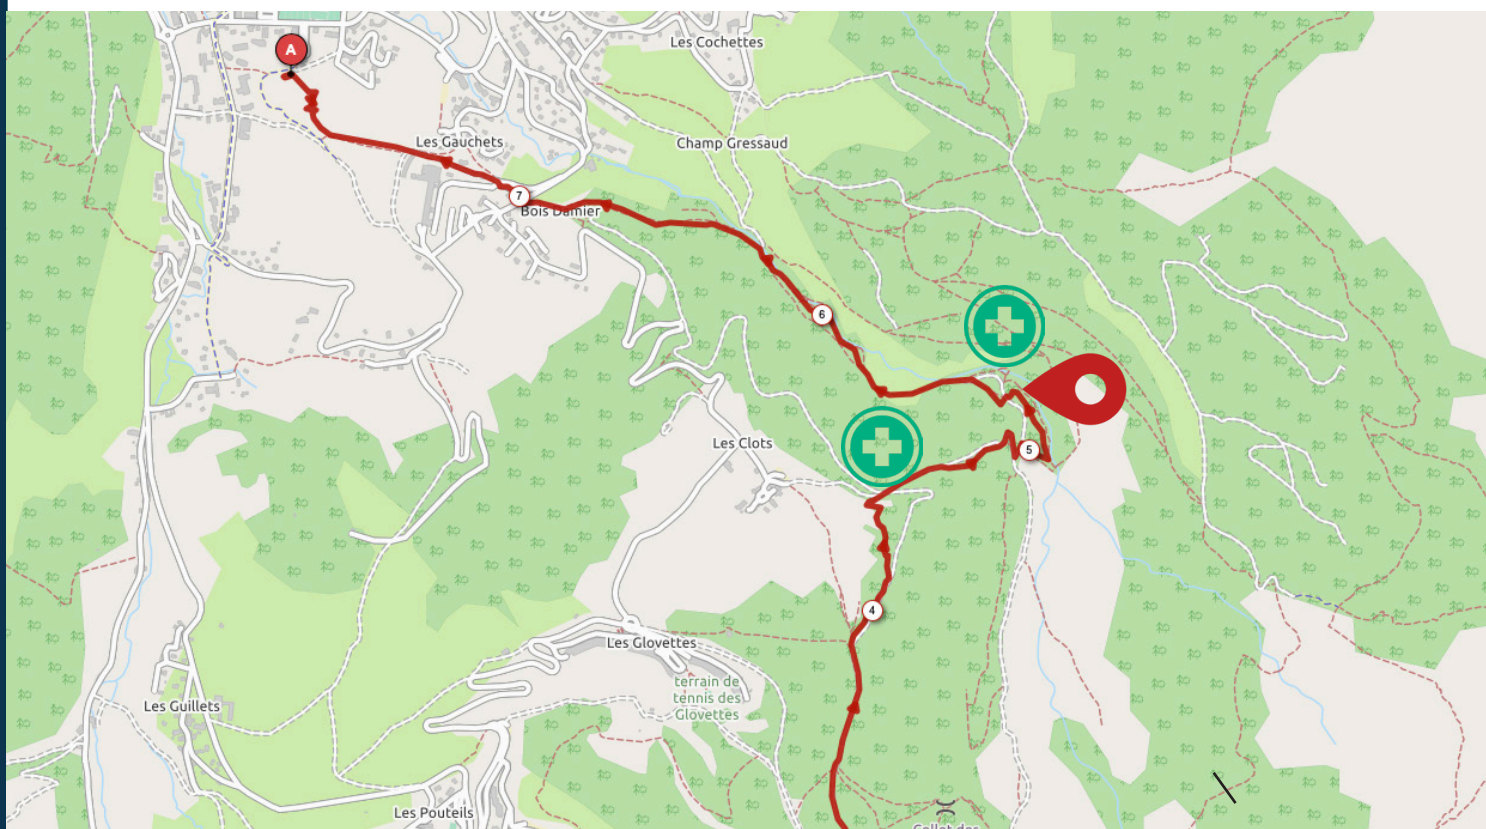 Les Cochettes
A
Les Gauchets
Champ Gressaud
7
Bois Damier
6
Les Clots
5
4
Les Glovettes
terrain de
tennis des
Glovettes
Les Guillets
Les Pouteils